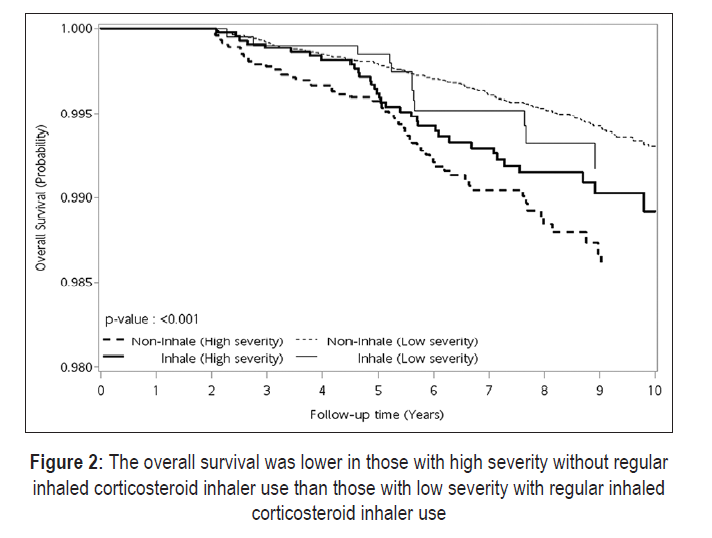 1.000
0.995
0.990
0.985
0.980
Overall Survival (Probability)
p-value : <0.001
Non-Inhale (High severity) Non-Inhale (Low severity)
Inhale (High severity) Inhale (Low severity)
0 1 2 3 4 5 6 7 8 9 10
Follow-up time (Years)
Figure 2: The overall survival was lower in those with high severity without regular
inhaled corticosteroid inhaler use than those with low severity with regular inhaled
corticosteroid inhaler use